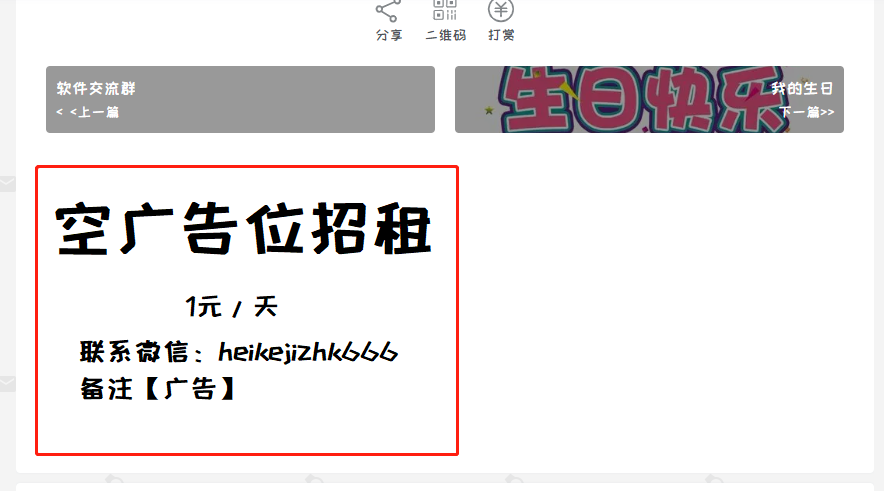 分享 二维码 打赏
软件交流群
< <上一篇
生日快乐
我的生日
下一篇>>
空广告位招租
1元 / 天
联系微信：heikejizhk666
备注【广告】